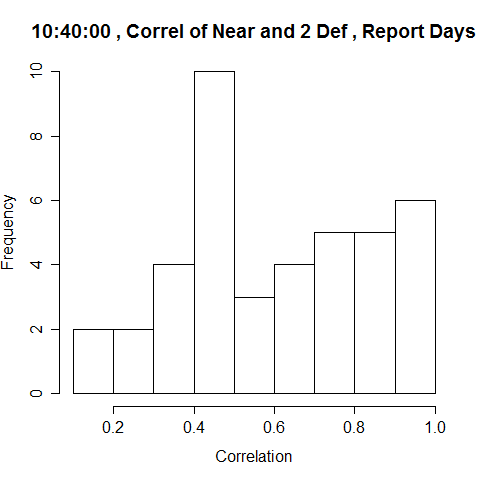 10:40:00 , Correl of Near and 2 Def , Report Days
Frequency
10
8
6
4
2
0
0.2 0.4 0.6 0.8 1.0
Correlation